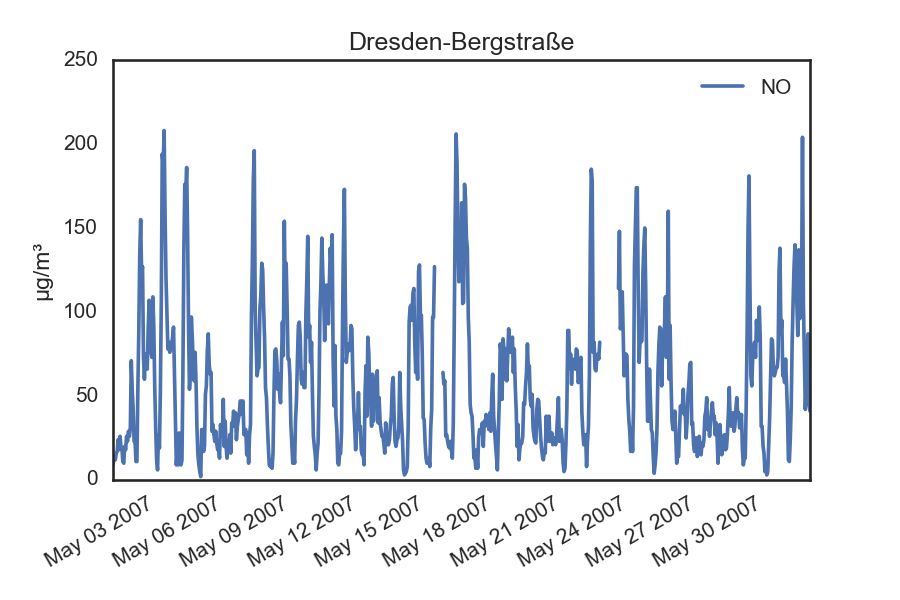 Dresden-Bergstraße
NO
µg/m³
250
200
150
100
50
0
May 03 2007
May 06 2007
May 09 2007
May 12 2007
May 15 2007
May 18 2007
May 21 2007
May 24 2007
May 27 2007
May 30 2007